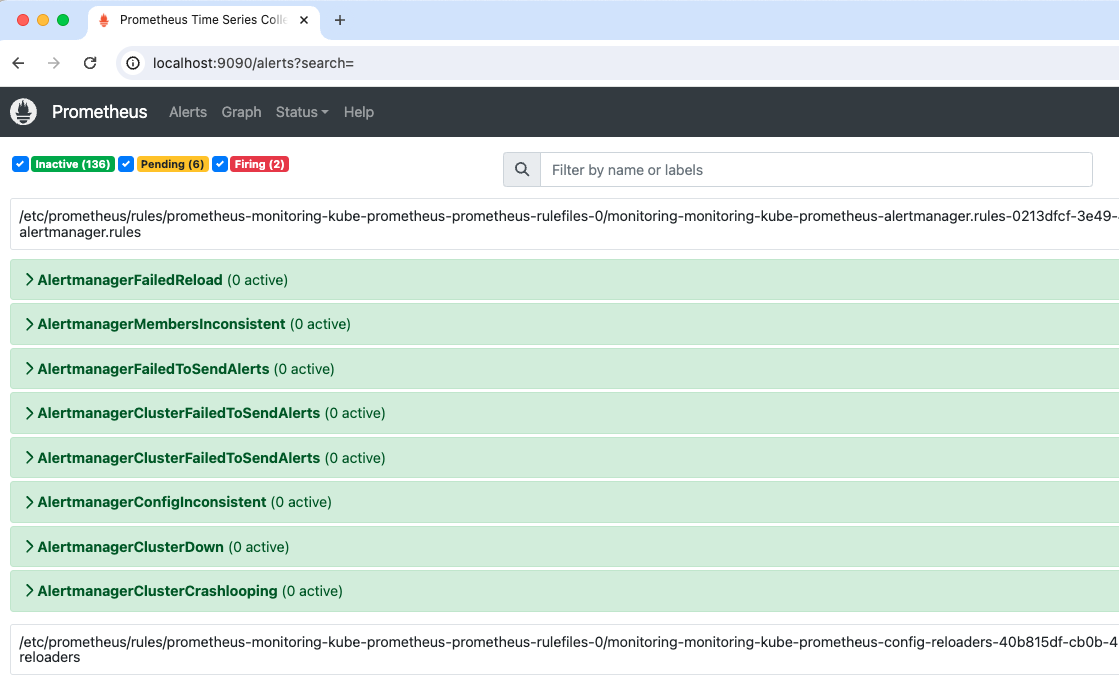 Prometheus Time Series Colle
localhost:9090/alerts?search=
Prometheus Alerts Graph Status Help
Inactive (136) Pending (6) Firing (2) Filter by name or labels
/etc/prometheus/rules/prometheus-monitoring-kube-prometheus-prometheus-rulefiles-0/monitoring-monitoring-kube-prometheus-alertmanager.rules-0213dfcf-3e49-
alertmanager.rules
AlertmanagerFailedReload (0 active)
AlertmanagerMembersInconsistent (0 active)
AlertmanagerFailedToSendAlerts (0 active)
AlertmanagerClusterFailedToSendAlerts (0 active)
AlertmanagerClusterFailedToSendAlerts (0 active)
AlertmanagerConfigInconsistent (0 active)
AlertmanagerClusterDown (0 active)
AlertmanagerClusterCrashlooping (0 active)
/etc/prometheus/rules/prometheus-monitoring-kube-prometheus-prometheus-rulefiles-0/monitoring-monitoring-kube-prometheus-config-reloaders-40b815df-cb0b-4
reloaders